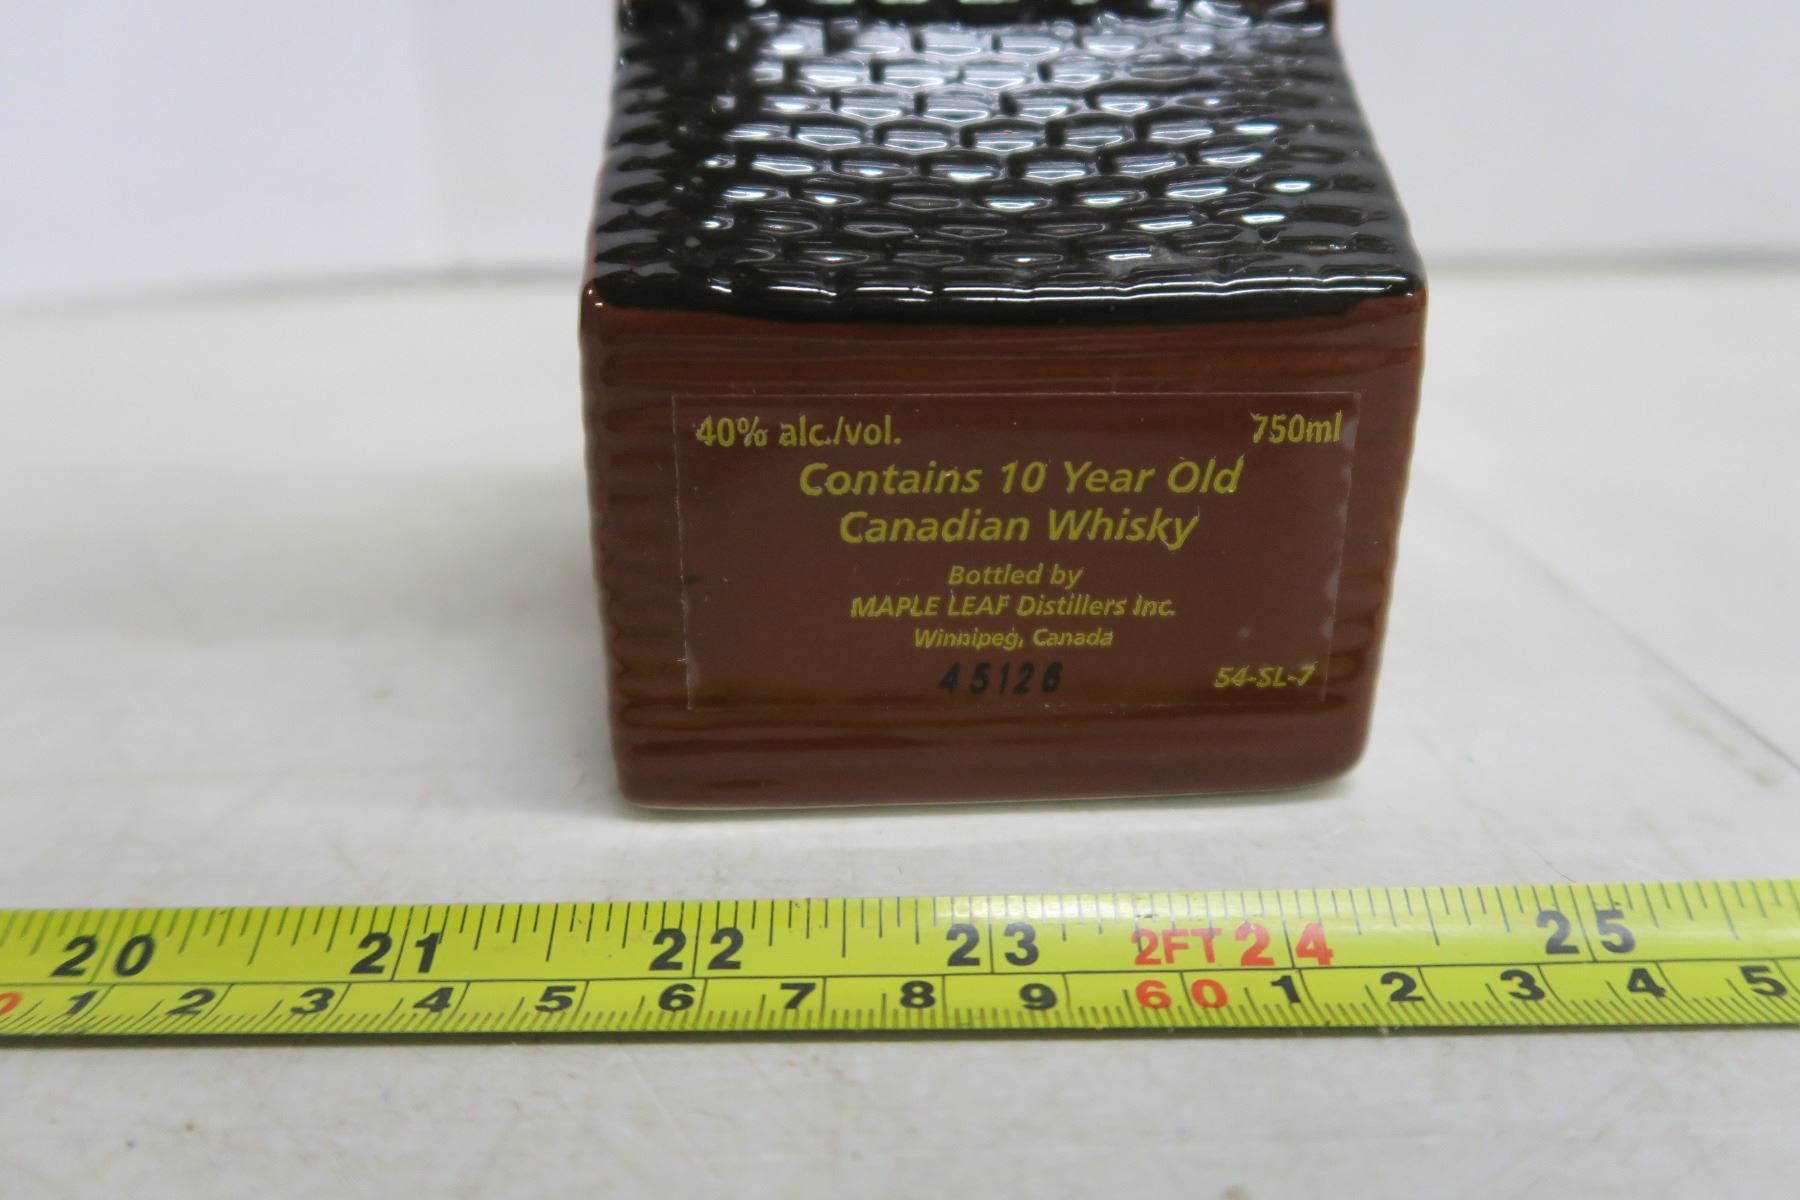 40% alc./vol. 750ml
Contains 10 Year Old
Canadian Whisky
Bottled by
MAPLE LEAF Distillers Inc.
Winnipeg, Canada
45126 54-SL-7
20 21 22 23 2FT 24 25
0 1 2 3 4 5 6 7 8 9 60 1 2 3 4 5